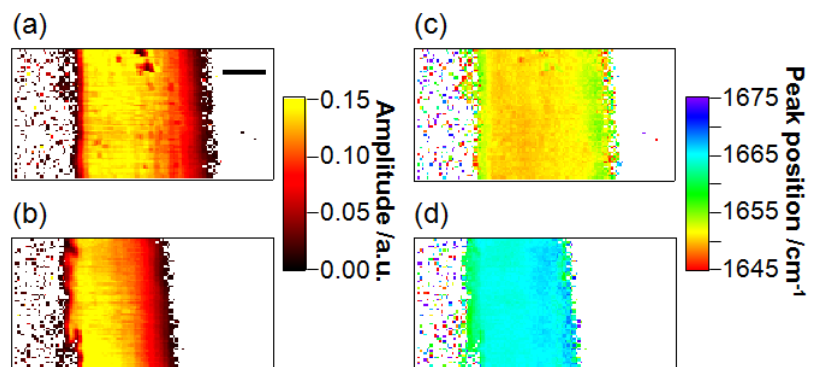 (a)
(c)
0.15
0.10
0.05
0.00
Amplitude /a.u.
1675
1665
1655
1645
Peak position /cm-1
(b)
(d)